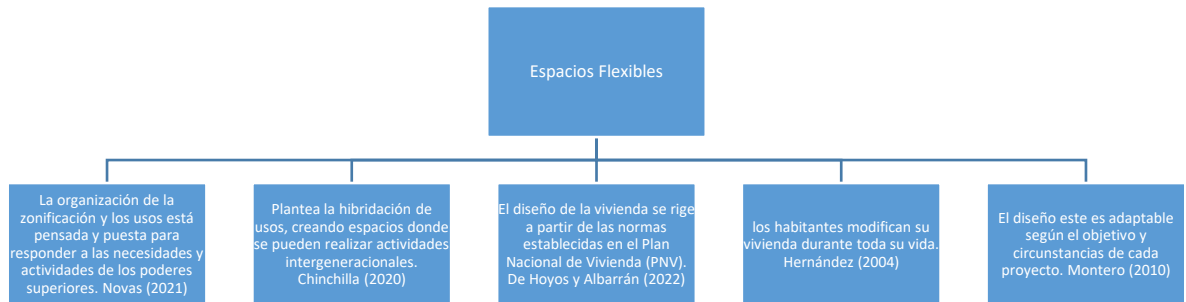 Espacios Flexibles
La organización de la
zonificación y los usos está
pensada y puesta para
responder a las necesidades y
actividades de los poderes
superiores. Novas (2021)
Plantea la hibridación de
usos, creando espacios donde
se pueden realizar actividades
intergeneracionales.
Chinchilla (2020)
El diseño de la vivienda se rige
a partir de las normas
establecidas en el Plan
Nacional de Vivienda (PNV).
De Hoyos y Albarrán (2022)
los habitantes modifican su
vivienda durante toda su vida.
Hernández (2004)
El diseño este es adaptable
según el objetivo y
circunstancias de cada
proyecto. Montero (2010)